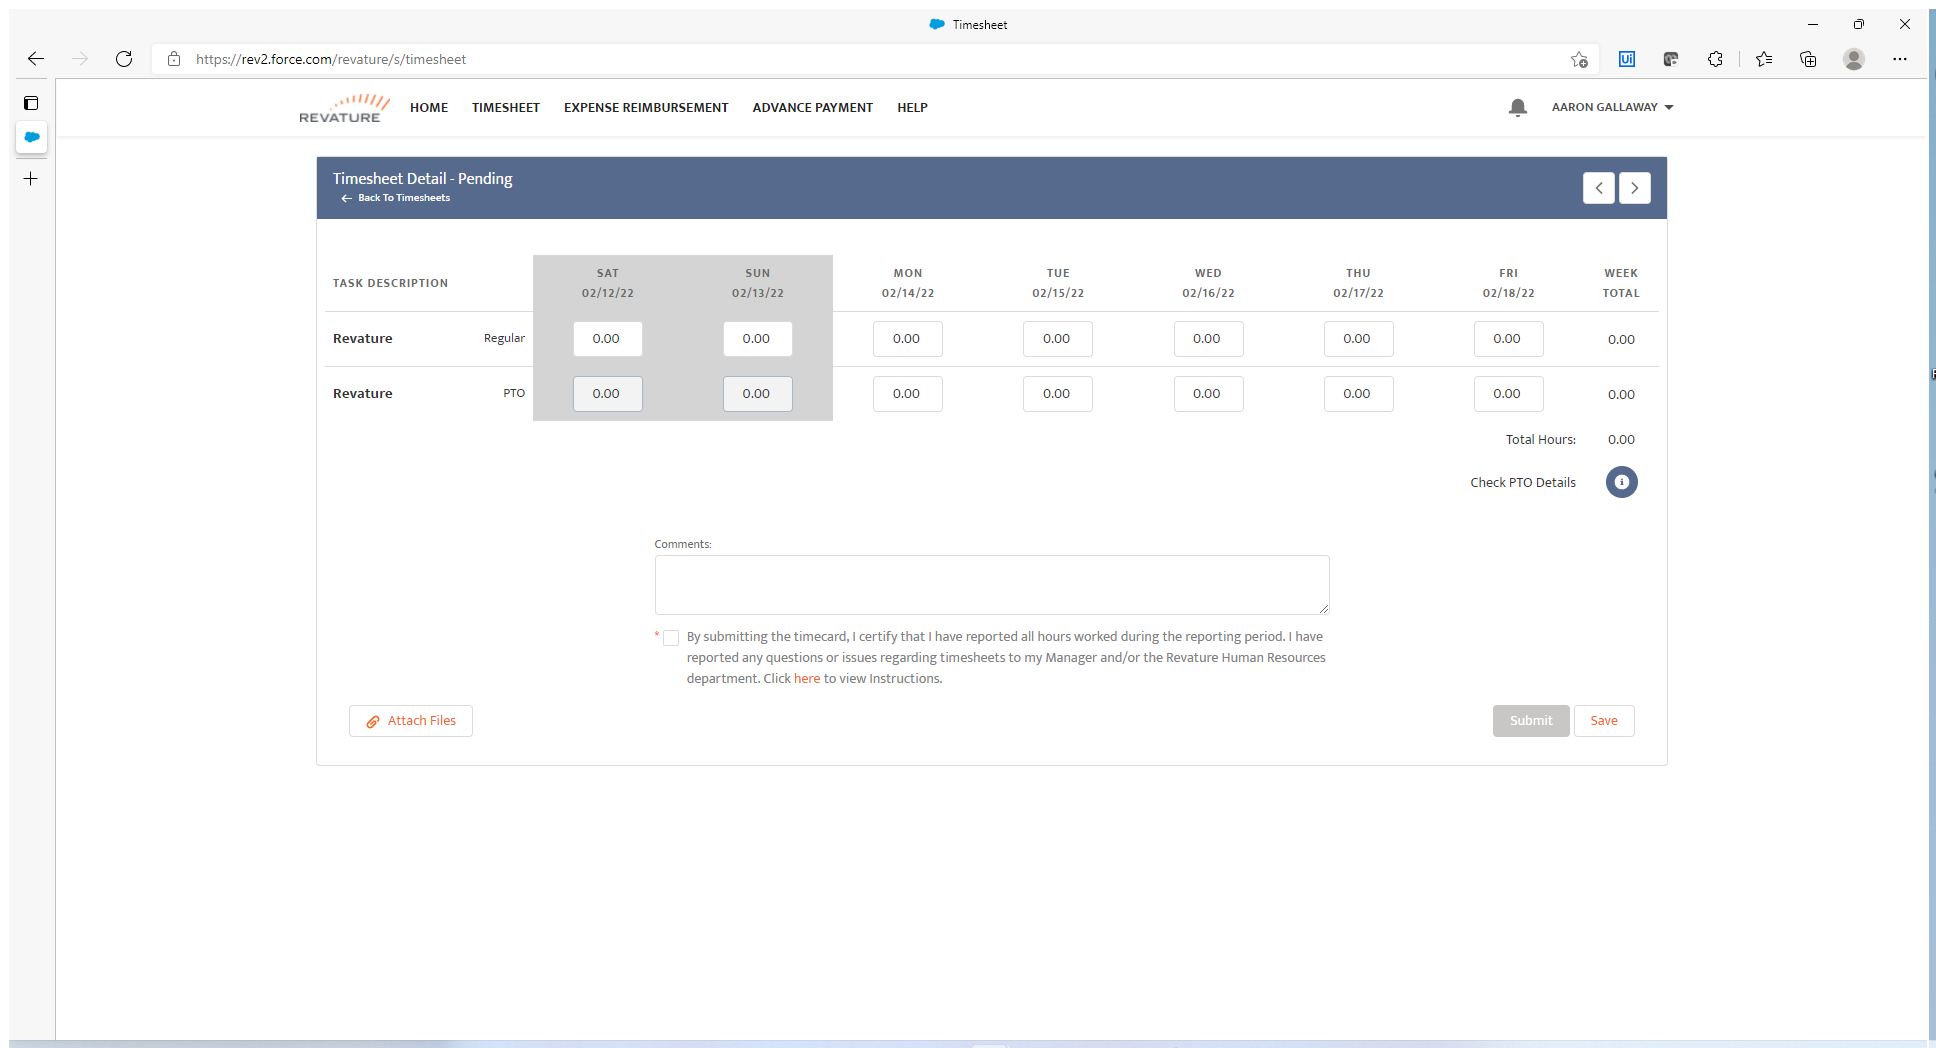 Timesheet
https://rev2.force.com/revature/s/timesheet
REVATURE HOME TIMESHEET EXPENSE REIMBURSEMENT ADVANCE PAYMENT HELP AARON GALLAWAY
Timesheet Detail - Pending
Back To Timesheets
TASK DESCRIPTION
SAT SUN MON TUE WED THU FRI WEEK
02/12/22 02/13/22 02/14/22 02/15/22 02/16/22 02/17/22 02/18/22 TOTAL
Revature Regular 0.00 0.00 0.00 0.00 0.00 0.00 0.00 0.00
Revature PTO 0.00 0.00 0.00 0.00 0.00 0.00 0.00 0.00
Total Hours: 0.00
Check PTO Details
Comments:
* By submitting the timecard, I certify that I have reported all hours worked during the reporting period. I have
reported any questions or issues regarding timesheets to my Manager and/or the Revature Human Resources
department. Click here to view Instructions.
Attach Files Submit Save